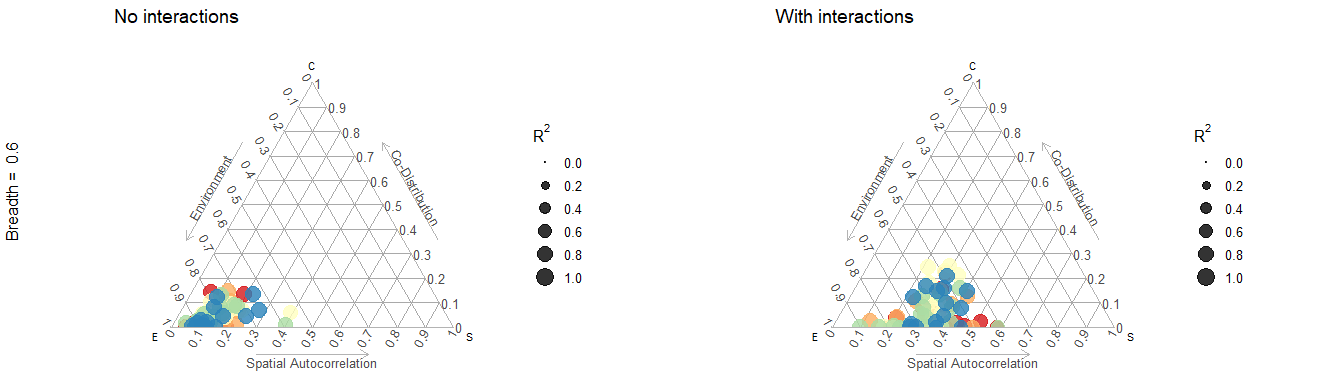 No interactions
With interactions
Breadth = 0.6
C
0 1
0.1 0.9
0.2 0.8
0.3 0.7
0.4 0.6
0.5 0.5
0.6 0.4
0.7 0.3
0.8 0.2
0.9 0.1
1 0
E
S
0 0.1 0.2 0.3 0.4 0.5 0.6 0.7 0.8 0.9 1
Environment
Co-Distribution
Spatial Autocorrelation
R2
0.0
0.2
0.4
0.6
0.8
1.0
C
0 1
0.1 0.9
0.2 0.8
0.3 0.7
0.4 0.6
0.5 0.5
0.6 0.4
0.7 0.3
0.8 0.2
0.9 0.1
1 0
E
S
0 0.1 0.2 0.3 0.4 0.5 0.6 0.7 0.8 0.9 1
Environment
Co-Distribution
Spatial Autocorrelation
R2
0.0
0.2
0.4
0.6
0.8
1.0